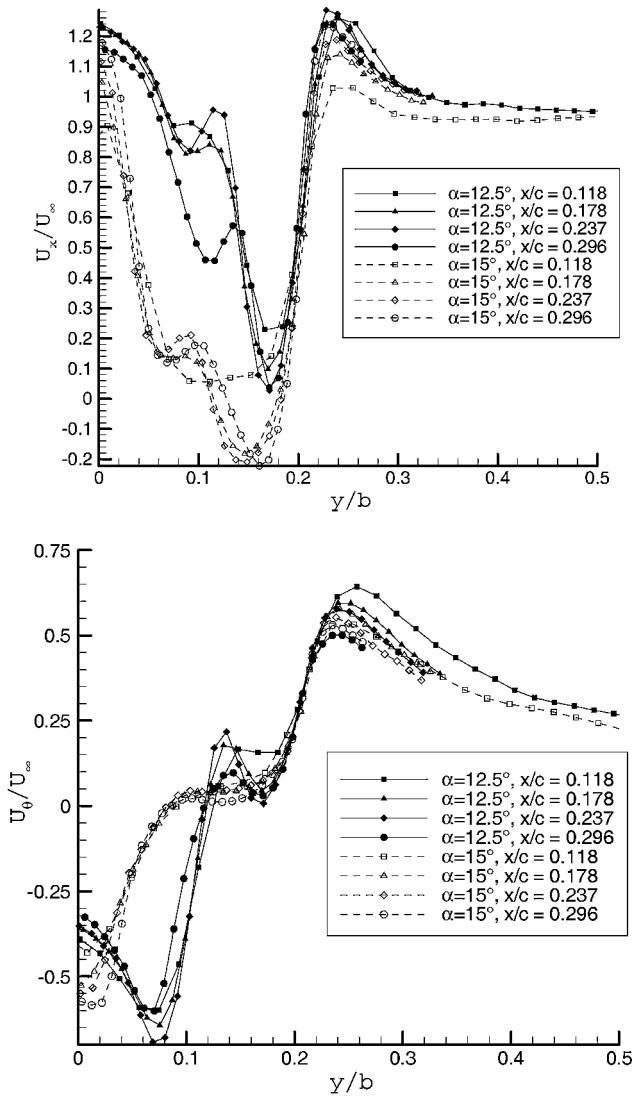 1.2
1.1
1
0.9
0.8
0.7
0.6
0.5
0.4
0.3
0.2
0.1
0
-0.1
-0.2
Ux/U∞
α=12.5°, x/c = 0.118
α=12.5°, x/c = 0.178
α=12.5°, x/c = 0.237
α=12.5°, x/c = 0.296
α=15°, x/c = 0.118
α=15°, x/c = 0.178
α=15°, x/c = 0.237
α=15°, x/c = 0.296
0 0.1 0.2 0.3 0.4 0.5
y/b
0.75
0.5
0.25
0
-0.25
-0.5
Uθ/U∞
α=12.5°, x/c = 0.118
α=12.5°, x/c = 0.178
α=12.5°, x/c = 0.237
α=12.5°, x/c = 0.296
α=15°, x/c = 0.118
α=15°, x/c = 0.178
α=15°, x/c = 0.237
α=15°, x/c = 0.296
0 0.1 0.2 0.3 0.4 0.5
y/b